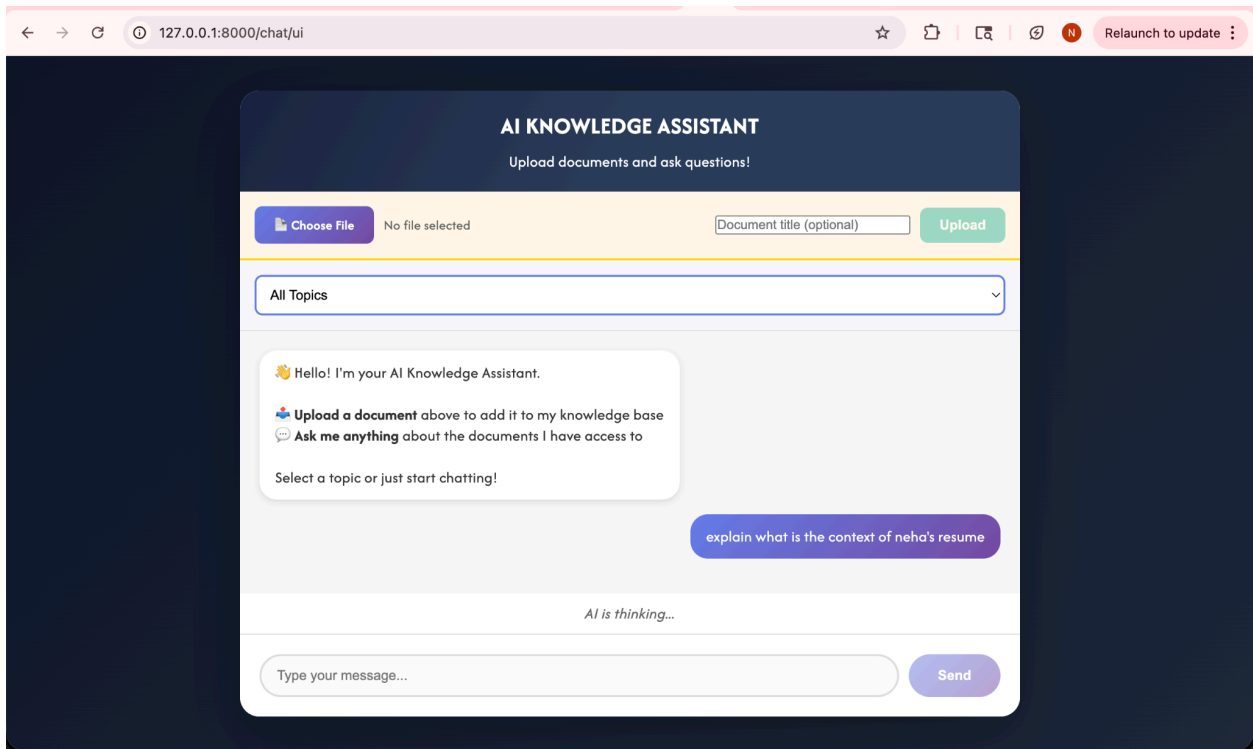 127.0.0.1:8000/chat/ui
N
Relaunch to update
AI KNOWLEDGE ASSISTANT
Upload documents and ask questions!
Choose File
No file selected
Document title (optional)
Upload
All Topics
👋 Hello! I'm your AI Knowledge Assistant.
📤 Upload a document above to add it to my knowledge base
💬 Ask me anything about the documents I have access to
Select a topic or just start chatting!
explain what is the context of neha's resume
AI is thinking...
Type your message...
Send